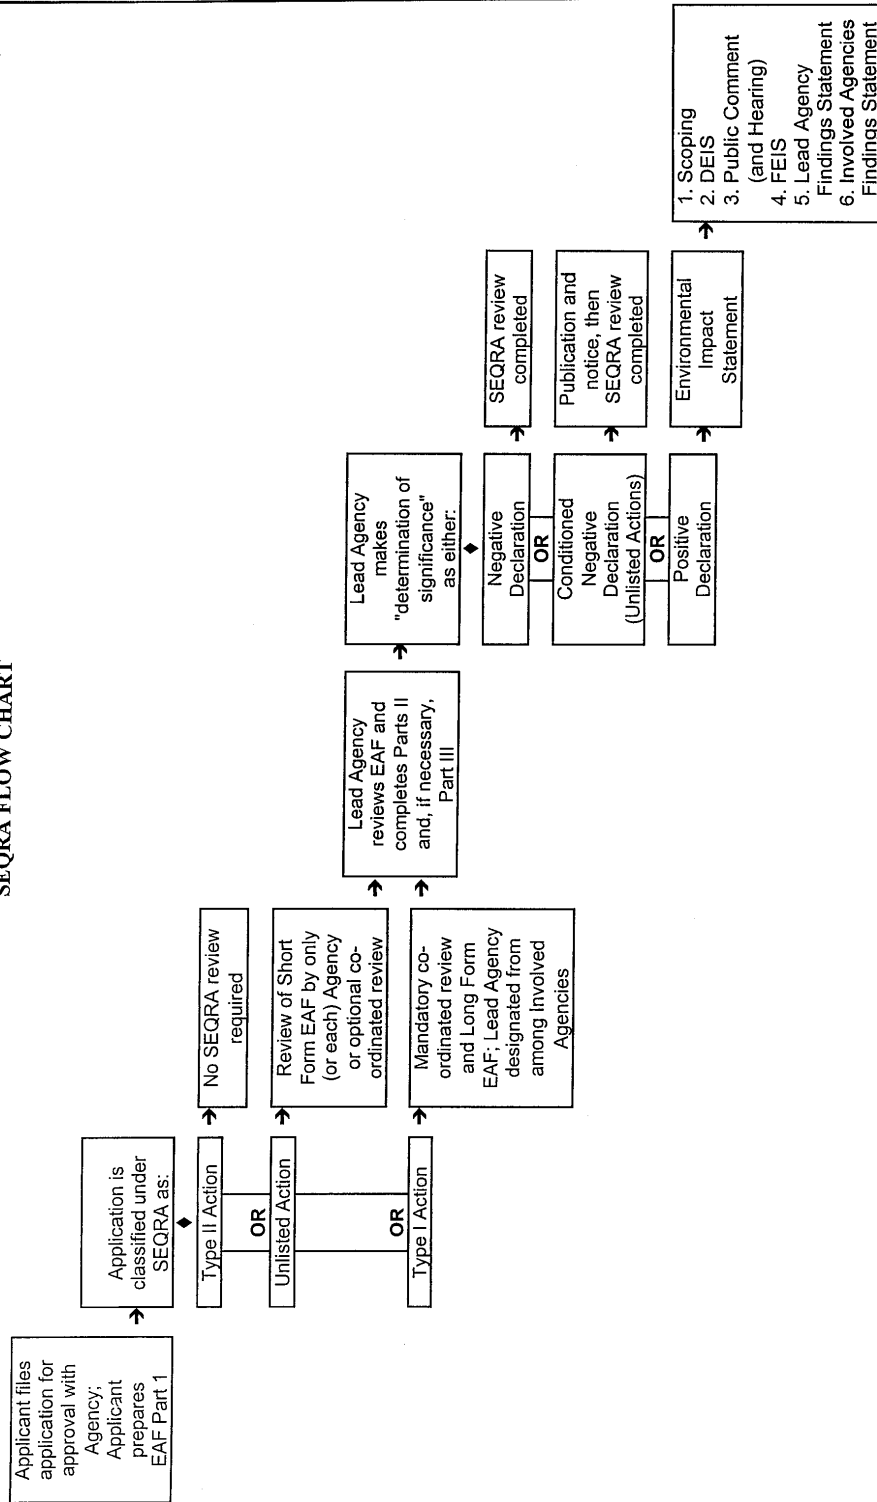 SEQRA FLOW CHART
Applicant files
application for
approval with
Agency;
Applicant
prepares
EAF Part 1
Application is
classified under
SEQRA as:
Type II Action
OR
Unlisted Action
OR
Type I Action
No SEQRA review
required
Review of Short
Form EAF by only
(or each) Agency
or optional co-
ordinated review
Mandatory co-
ordinated review
and Long Form
EAF; Lead Agency
designated from
among Involved
Agencies
Lead Agency
reviews EAF and
completes Parts II
and, if necessary,
Part III
Lead Agency
makes
"determination of
significance"
as either:
Negative
Declaration
OR
Conditioned
Negative
Declaration
(Unlisted Actions)
OR
Positive
Declaration
SEQRA review
completed
Publication and
notice, then
SEQRA review
completed
Environmental
Impact
Statement
1. Scoping
2. DEIS
3. Public Comment
(and Hearing)
4. FEIS
5. Lead Agency
Findings Statement
6. Involved Agencies
Findings Statement